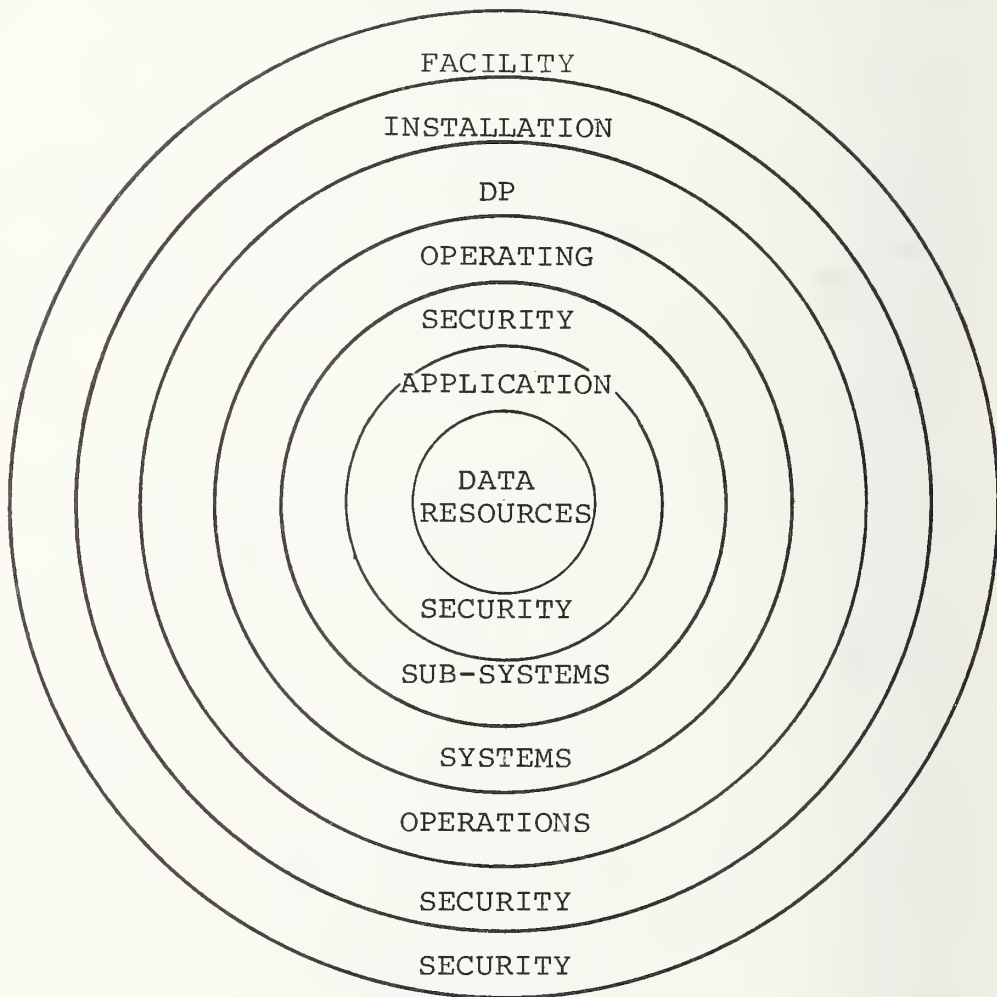 FACILITY
INSTALLATION
DP
OPERATING
SECURITY
APPLICATION
DATA
RESOURCES
SECURITY
SUB-SYSTEMS
SYSTEMS
OPERATIONS
SECURITY
SECURITY